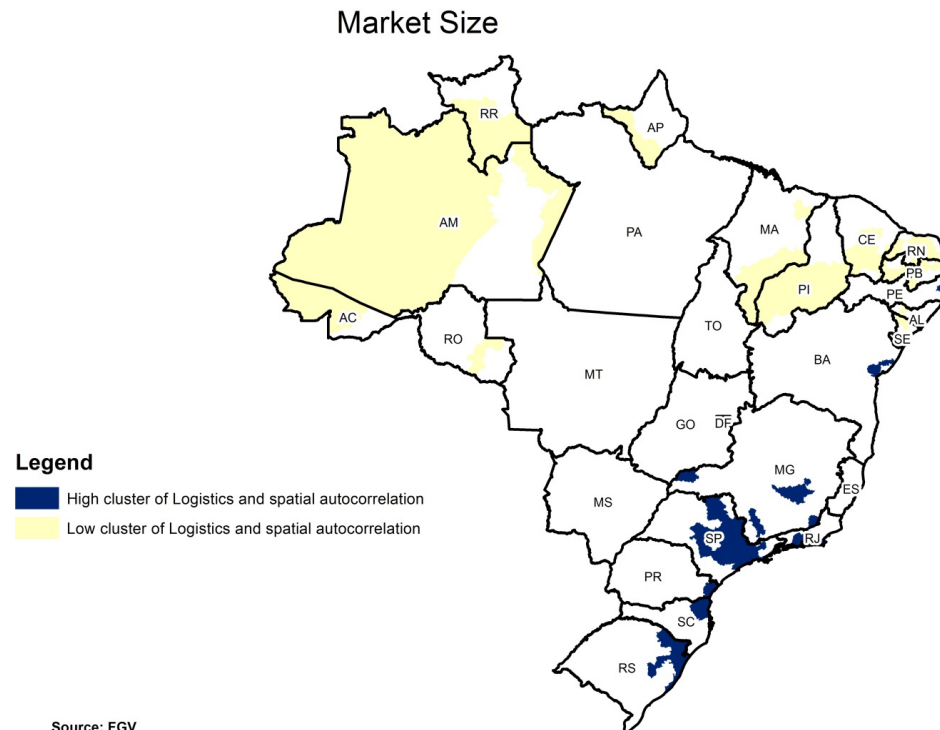 Market Size
RR
AP
AM
PA
MA
CE
RN
PB
PI
PE
AC
AL
TO
SE
RO
BA
MT
GO
DF
MG
ES
MS
SP
RJ
PR
SC
RS
Legend
High cluster of Logistics and spatial autocorrelation
Low cluster of Logistics and spatial autocorrelation
Source: FGV